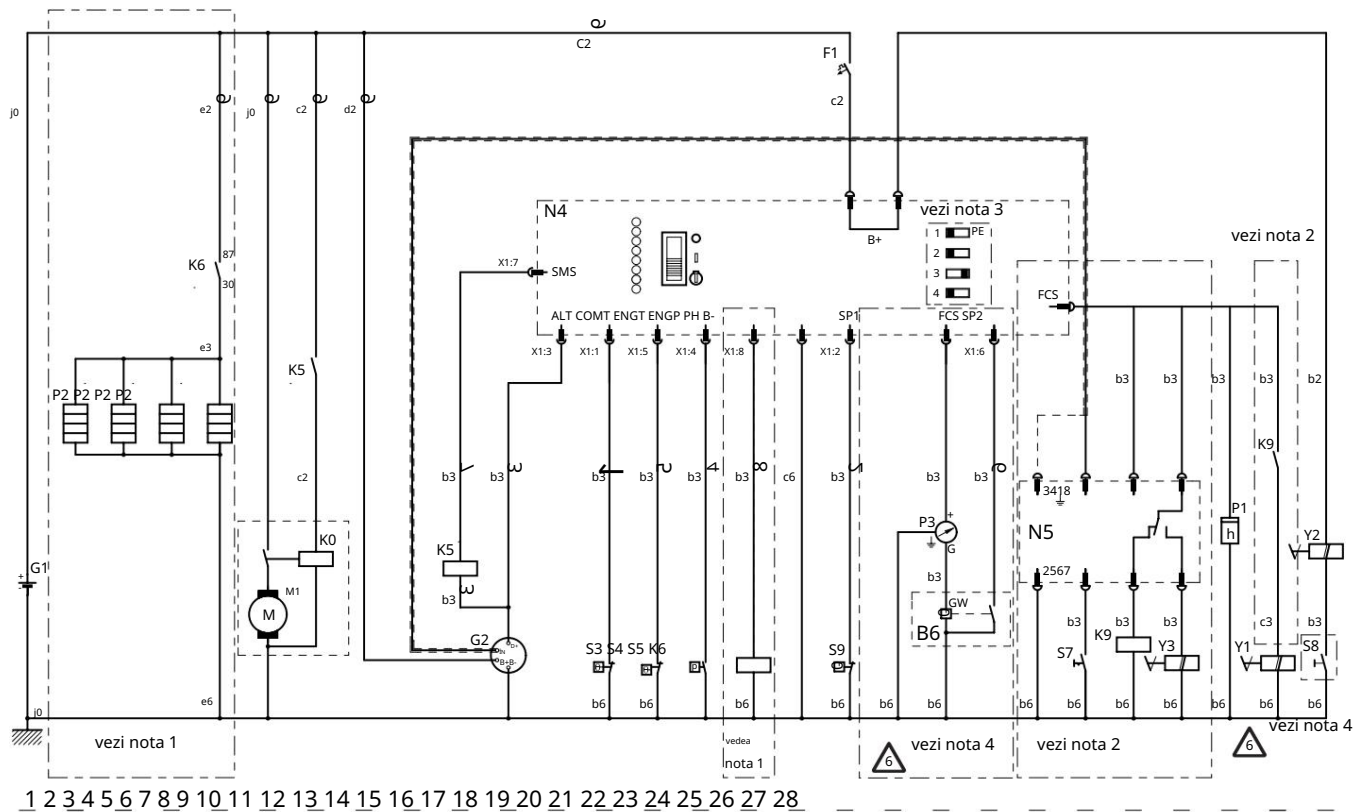 C2
F1
j0
e2
j0
c2
d2
c2
N4
vezi nota 3
1 PE
B+
2
3
4
vezi nota 2
K6
87
30
X1:7
SMS
FCS
ALT COMT ENGT ENGP PH B-
SP1
FCS SP2
X1:3
X1:1
X1:5
X1:4
X1:8
X1:2
X1:6
e3
K5
P2 P2 P2 P2
b3
b3
b3
b3
b2
c2
b3
b3
b3
b3
b3
b3
c6
b3
b3
b3
K9
3418
K0
K5
P3
+
G
N5
P1
h
Y2
G1
+
-
M1
M
b3
b3
2567
GW
B6
G2
D+
IN
B+B-
S3 S4 S5 K6
S9
b3
K9
b3
Y3
c3
b3
S7
Y1
S8
e6
b6
b6
b6
b6
b6
b6
b6
b6
b6
b6
b6
b6
b6
b6
j0
vezi nota 1
vedea
nota 1
6
vezi nota 4
vezi nota 2
6
vezi nota 4
1 2 3 4 5 6 7 8 9 10 11 12 13 14 15 16 17 18 19 20 21 22 23 24 25 26 27 28